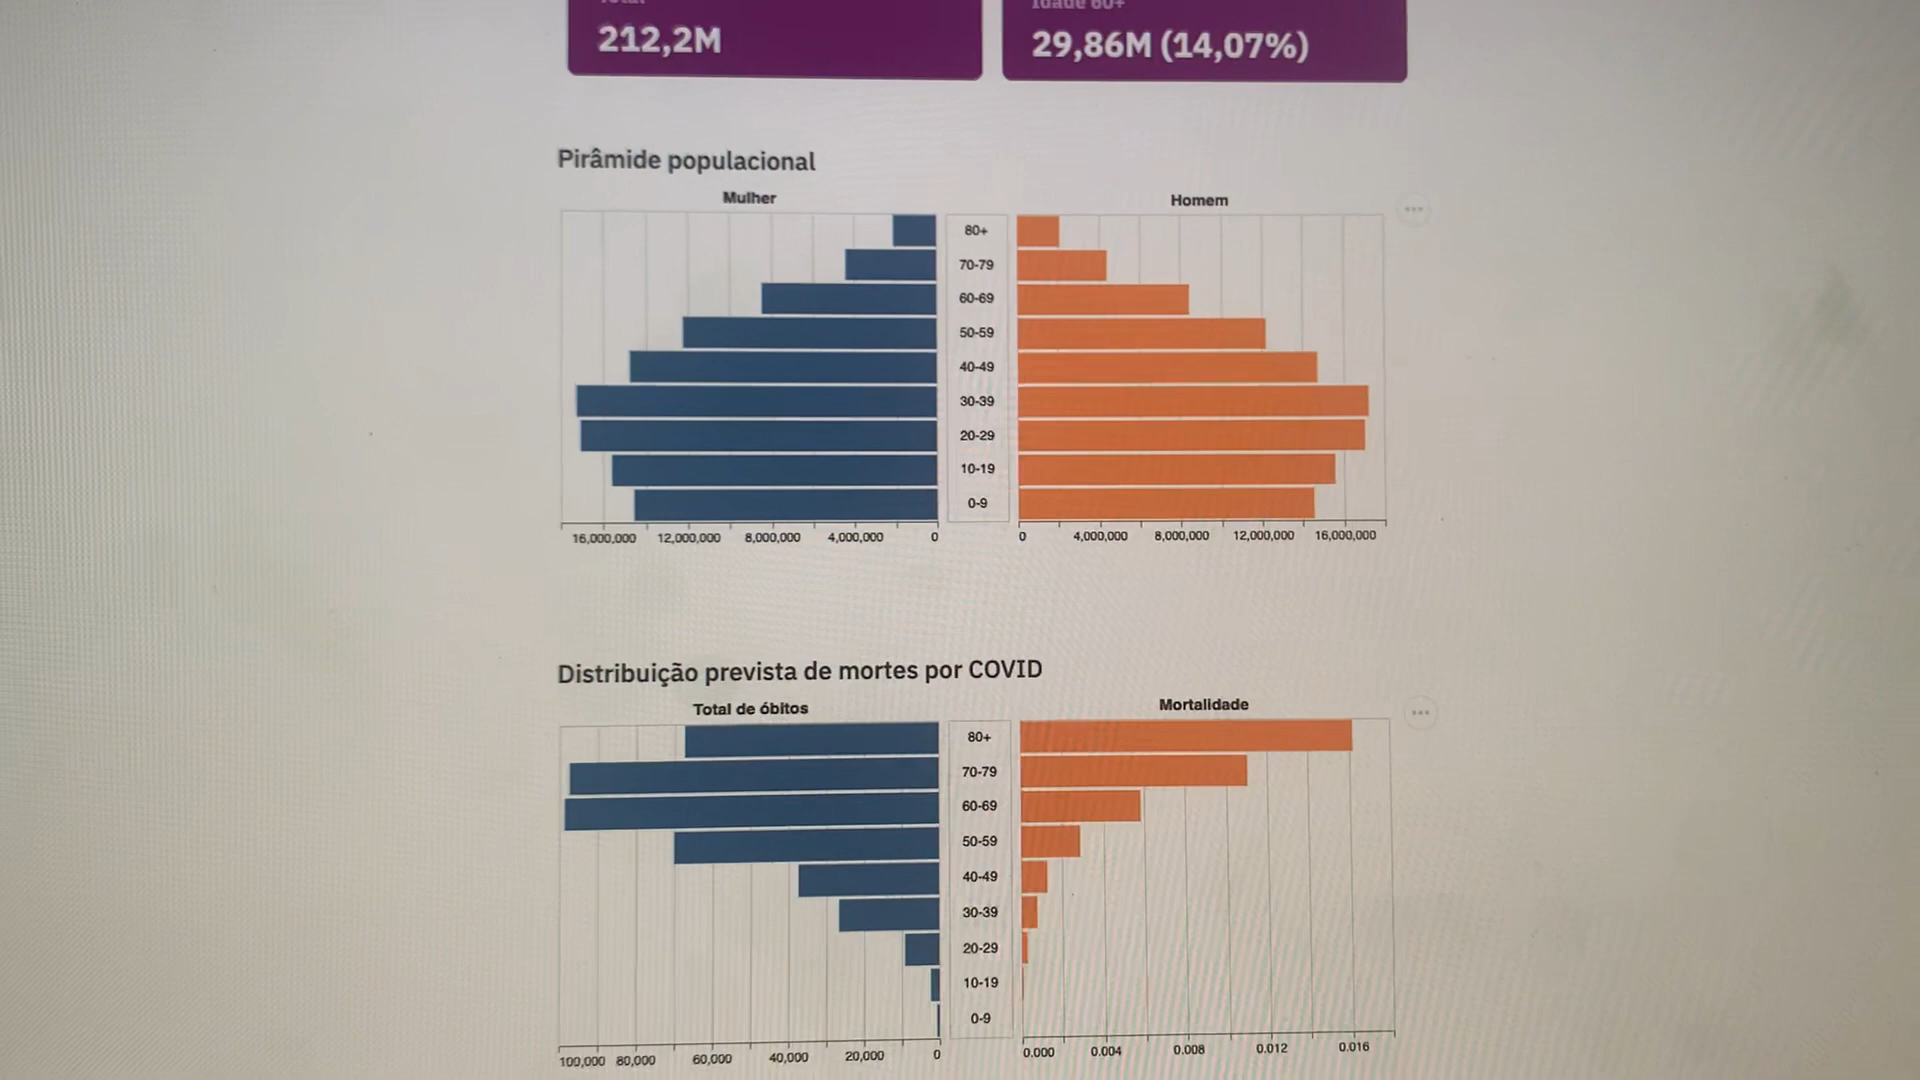 Total
Idade 60+
212,2M
29,86M (14,07%)
Pirâmide populacional
Mulher
Homem
80+
70-79
60-69
50-59
40-49
30-39
20-29
10-19
0-9
16,000,000 12,000,000 8,000,000 4,000,000 0
0 4,000,000 8,000,000 12,000,000 16,000,000
Distribuição prevista de mortes por COVID
Total de óbitos
Mortalidade
80+
70-79
60-69
50-59
40-49
30-39
20-29
10-19
0-9
100,000 80,000 60,000 40,000 20,000 0
0.000 0.004 0.008 0.012 0.016